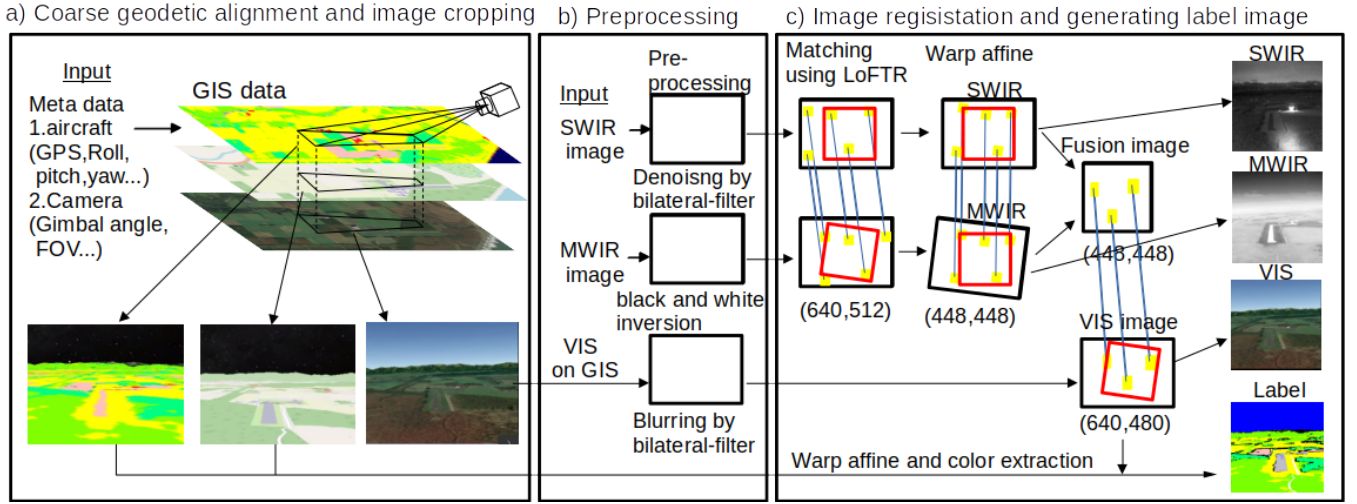 a) Coarse geodetic alignment and image cropping
Input
Meta data
1.aircraft
(GPS,Roll,
pitch,yaw...)
2.Camera
(Gimbal angle,
FOV...)
GIS data
b) Preprocessing
Pre-
processing
Input
SWIR
image
Denoisng by
bilateral-filter
MWIR
image
black and white
inversion
VIS
on GIS
Blurring by
bilateral-filter
c) Image regisistation and generating label image
Matching
using LoFTR
(640,512)
Warp affine
SWIR
MWIR
(448,448)
Fusion image
(448,448)
VIS image
(640,480)
Warp affine and color extraction
SWIR
MWIR
VIS
Label